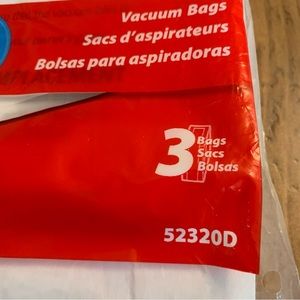 Vacuum Bags
Sacs d'aspirateurs
Bolsas para aspiradoras
3 Bags
Sacs
Bolsas
52320D